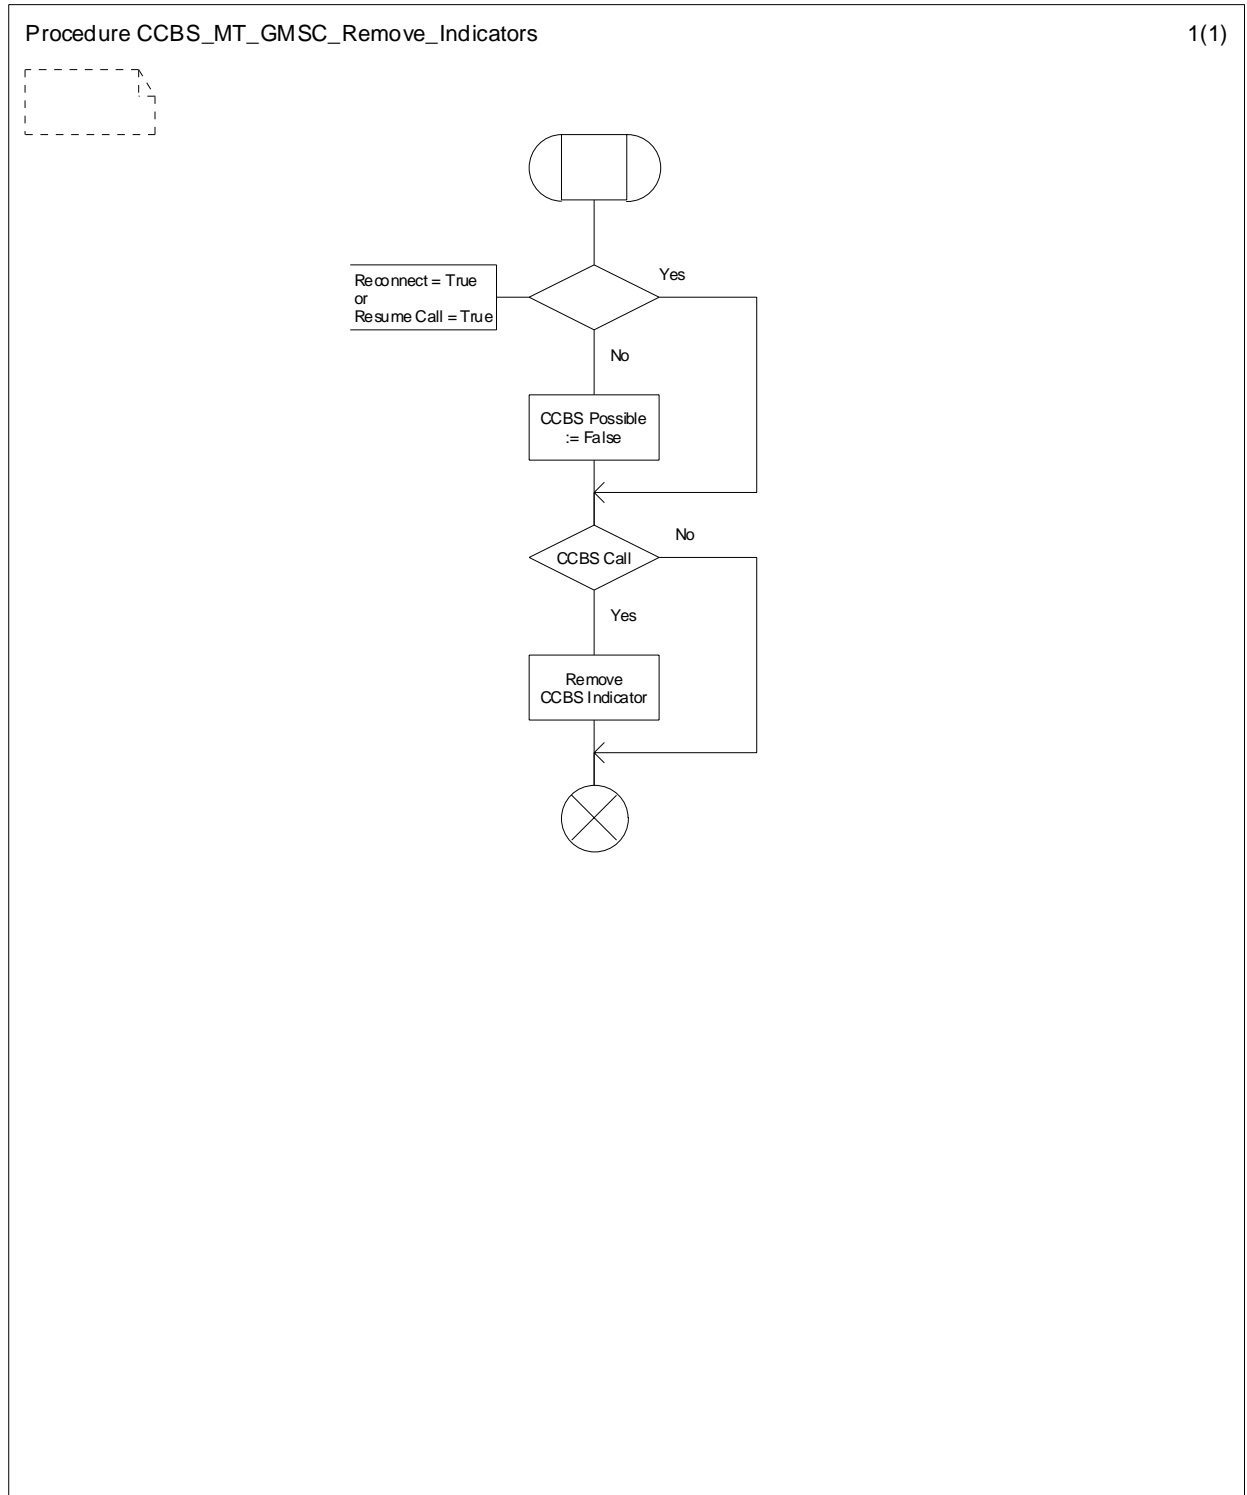 Procedure CCBS_MT_GMSC_Remove_Indicators
1(1)
Reconnect = True
or
Resume Call = True
Yes
No
CCBS Possible
:= False
CCBS Call
No
Yes
Remove
CCBS Indicator